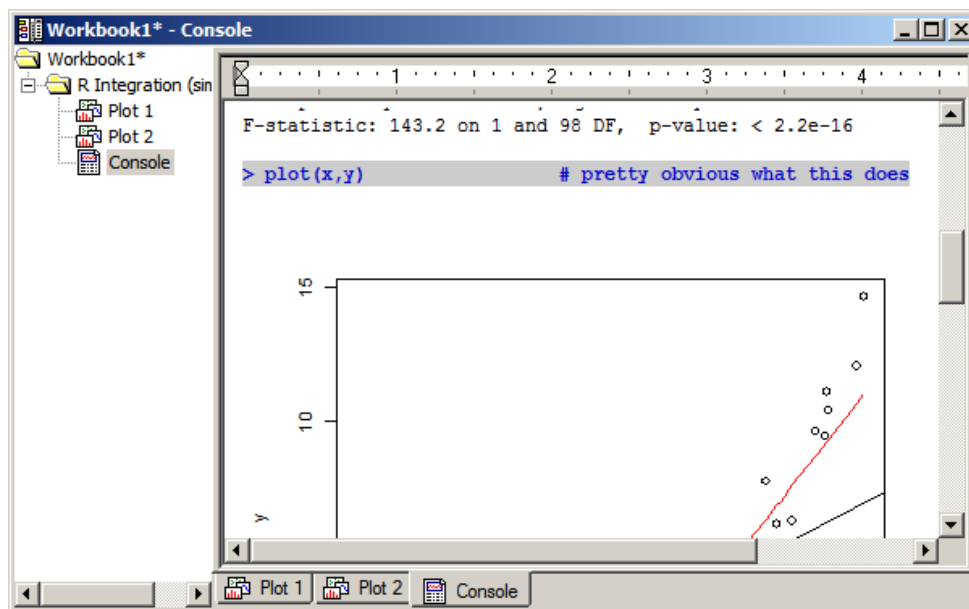 Workbook1* - Console
Workbook1*
R Integration (sin
Plot 1
Plot 2
Console
1 2 3 4
F-statistic: 143.2 on 1 and 98 DF, p-value: < 2.2e-16
> plot(x,y) # pretty obvious what this does
15
10
y
Plot 1 Plot 2 Console